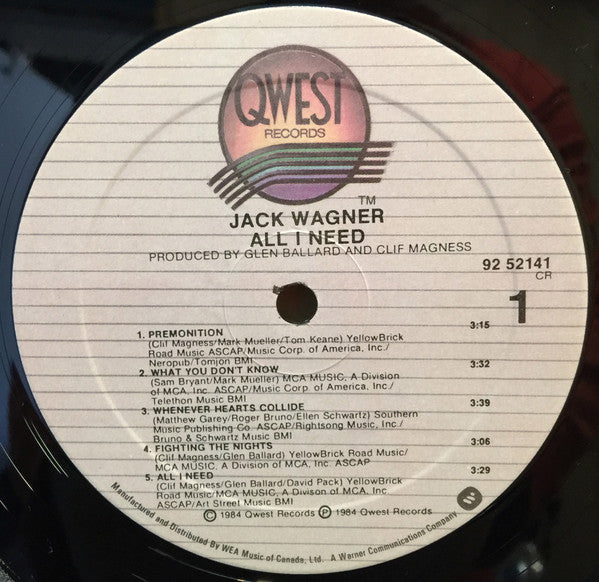 QWEST
RECORDS
TM
JACK WAGNER
ALL I NEED
PRODUCED BY GLEN BALLARD AND CLIF MAGNESS
92 52141
CR
1
1. PREMONITION 3:15
(Clif Magness/Mark Mueller/Tom Keane) YellowBrick
Road Music ASCAP/Music Corp. of America, Inc./
Neropub/Tomjon BMI
2. WHAT YOU DON'T KNOW 3:32
(Sam Bryant/Mark Mueller) MCA MUSIC, A Division
of MCA, Inc. ASCAP/Music Corp. of America, Inc./
Telethon Music BMI
3. WHENEVER HEARTS COLLIDE 3:39
(Matthew Garey/Roger Bruno/Ellen Schwartz) Southern
Music Publishing Co. ASCAP/Rightsong Music, Inc./
Bruno & Schwartz Music BMI
4. FIGHTING THE NIGHTS 3:06
(Clif Magness/Glen Ballard) YellowBrick Road Music/
MCA MUSIC, A Division of MCA, Inc. ASCAP
5. ALL I NEED 3:29
(Clif Magness/Glen Ballard/David Pack) YellowBrick
Road Music/MCA MUSIC, A Divison of MCA, Inc.
ASCAP/Art Street Music BMI
© 1984 Qwest Records ℗ 1984 Qwest Records
Manufactured and Distributed By WEA Music of Canada, Ltd. A Warner Communications Company